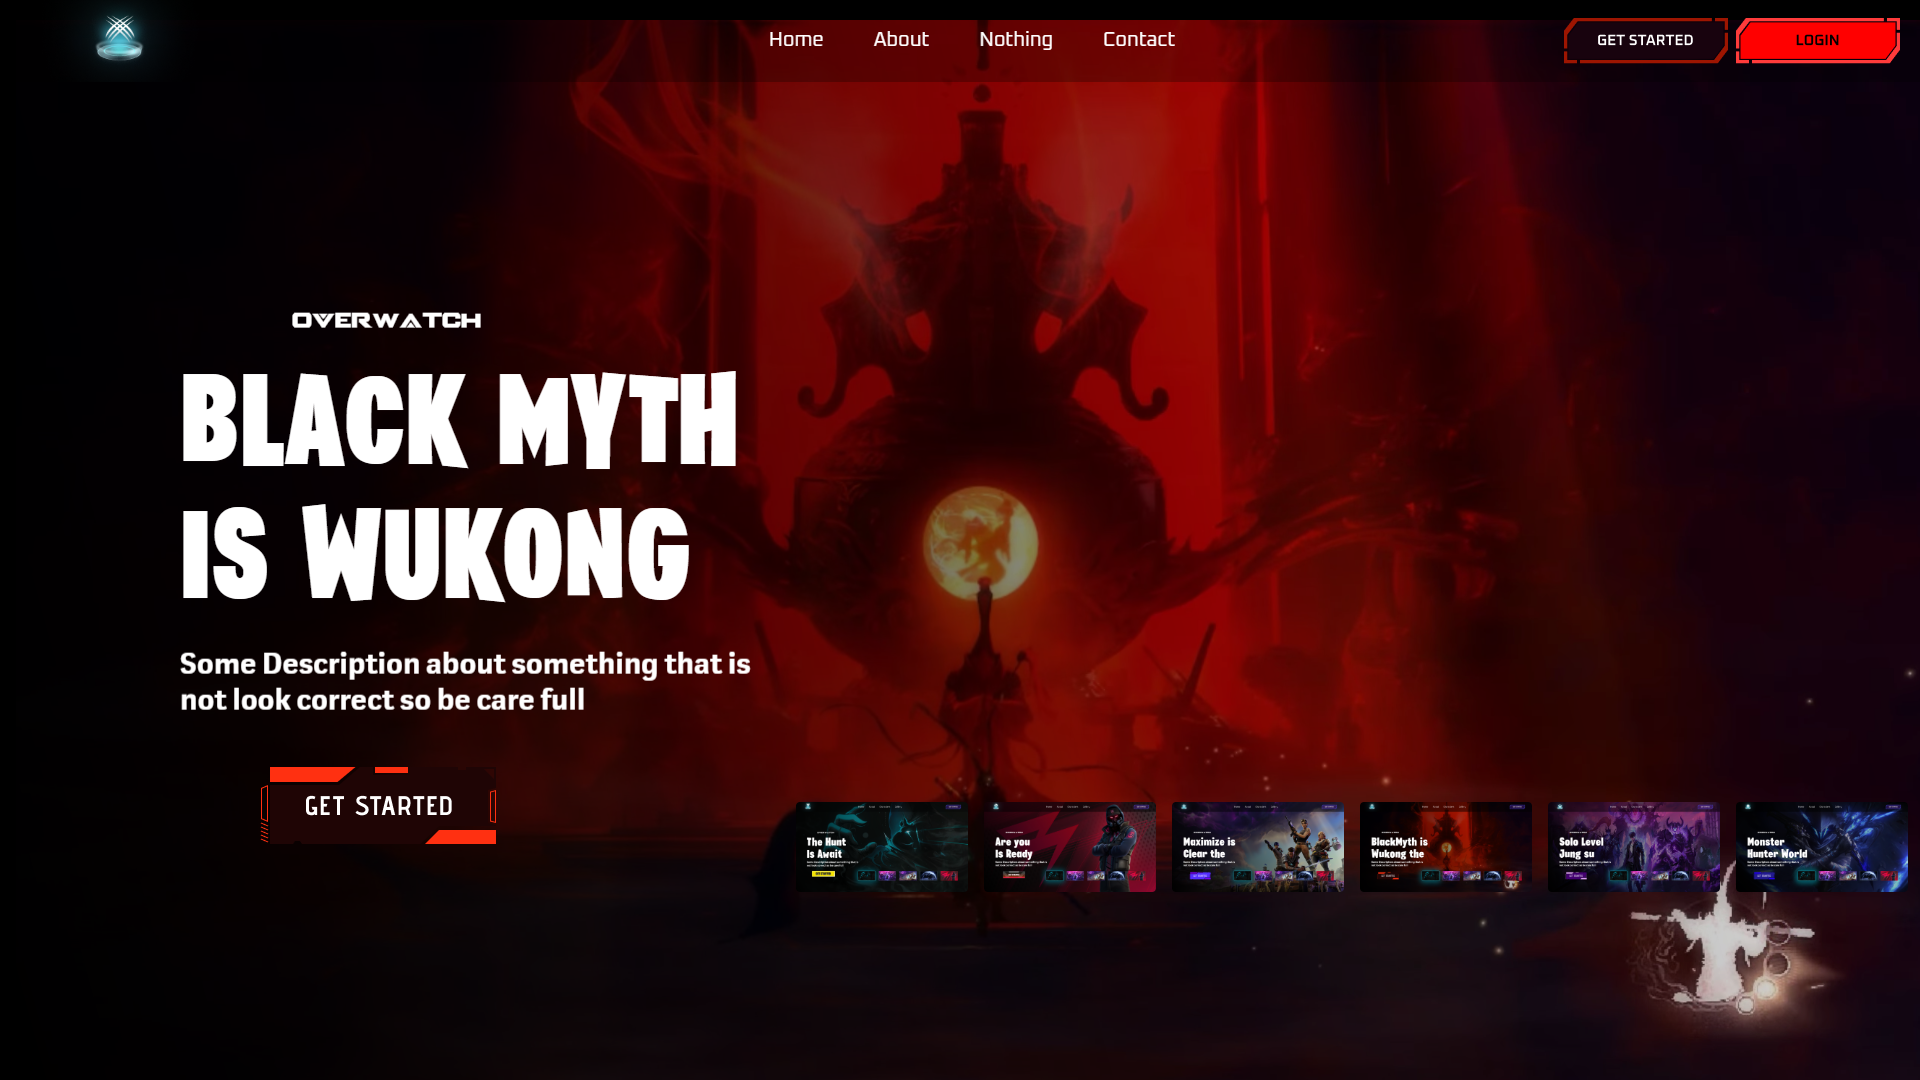 Home About Nothing Contact
GET STARTED
LOGIN
OVERWATCH
BLACK MYTH
IS WUKONG
Some Description about something that is
not look correct so be care full
GET STARTED
The Hunt
Is Await
Are you
Is Ready
Maximize is
Clear the
BlackMyth is
Wukong the
Solo Level
Jung su
Monster
Hunter World